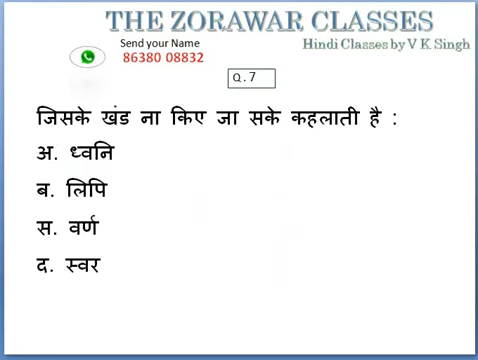 THE ZORAWAR CLASSES
Hindi Classes by V K Singh
Send your Name
86380 08832
Q.7
जिसके खंड ना किए जा सके कहलाती है :
अ. ध्वनि
ब. लिपि
स. वर्ण
द. स्वर